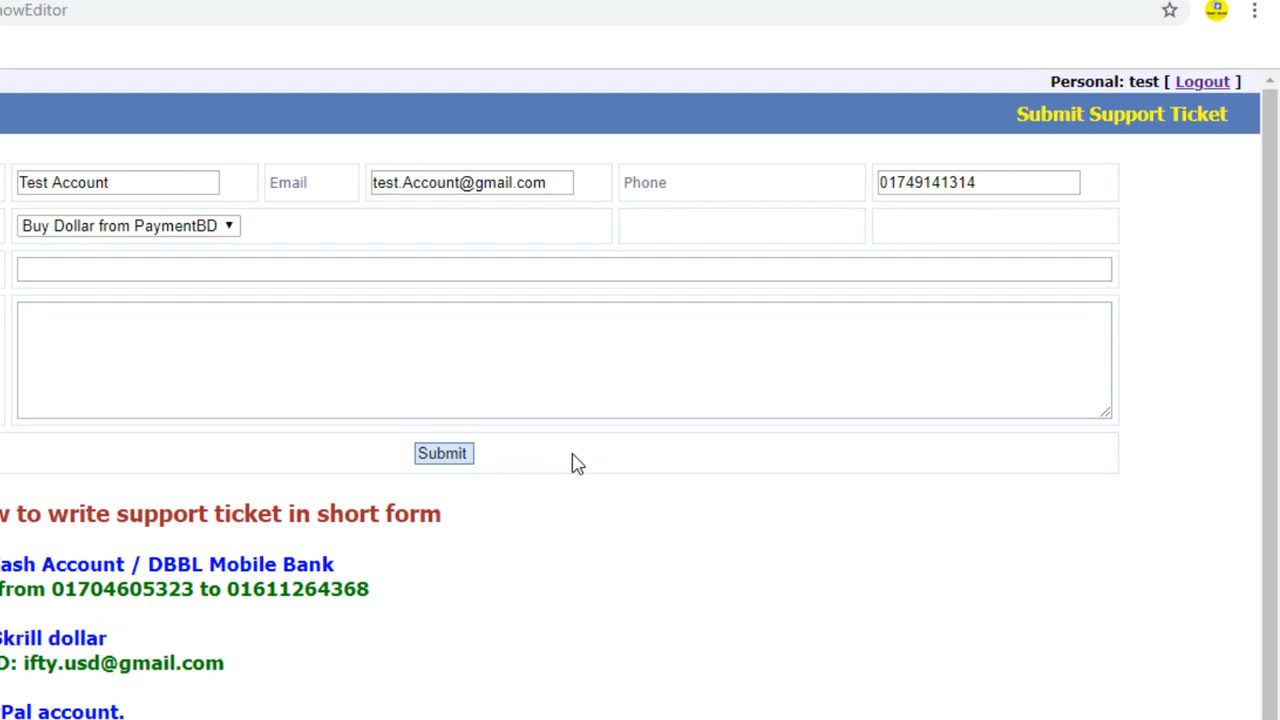 howEditor
Personal: test [ Logout ]
Submit Support Ticket
Test Account Email test.Account@gmail.com Phone 01749141314
Buy Dollar from PaymentBD
Submit
to write support ticket in short form
Account / DBBL Mobile Bank
from 01704605323 to 01611264368
Skrill dollar
ifty.usd@gmail.com
Pal account.